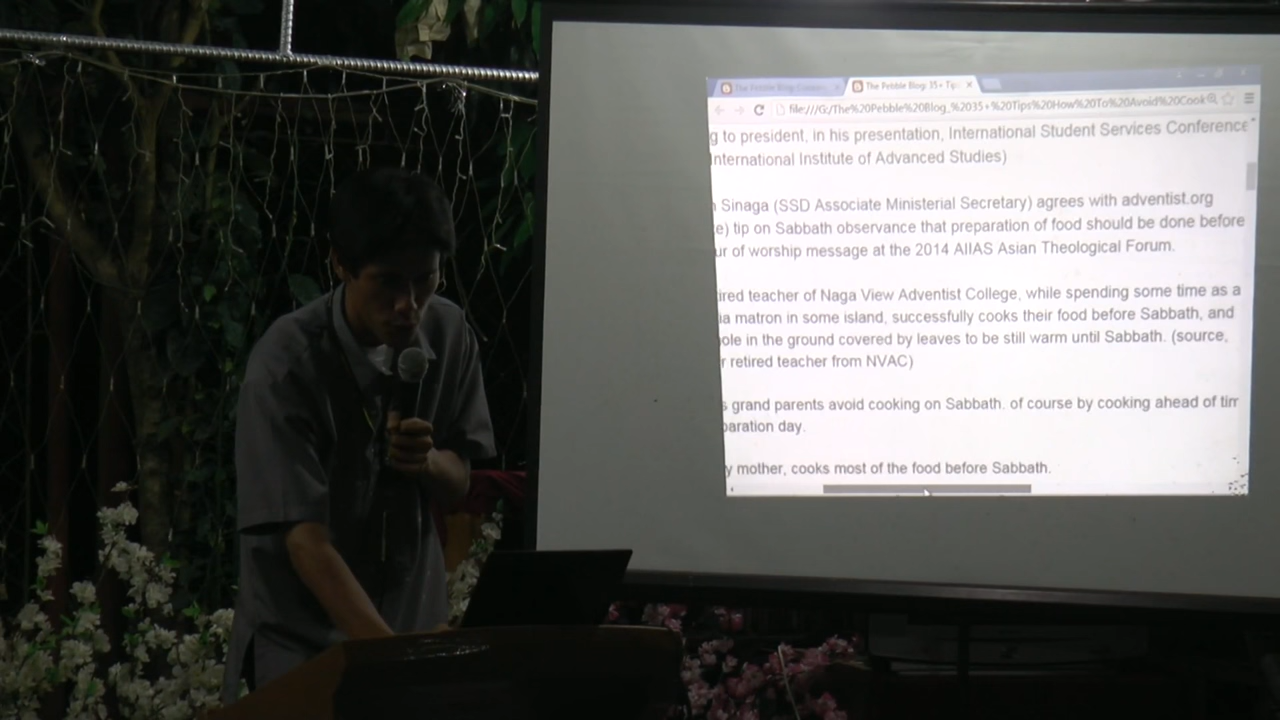 The Pebble Blog: 35+ Tip
file:///G:/The%20Pebble%20Blog_%2035+%20Tips%20How%20To%20Avoid%20Cook
g to president, in his presentation, International Student Services Conference
nternational Institute of Advanced Studies)
Sinaga (SSD Associate Ministerial Secretary) agrees with adventist.org
e) tip on Sabbath observance that preparation of food should be done before
ur of worship message at the 2014 AIIAS Asian Theological Forum.
ired teacher of Naga View Adventist College, while spending some time as a
ia matron in some island, successfully cooks their food before Sabbath, and
ole in the ground covered by leaves to be still warm until Sabbath. (source,
r retired teacher from NVAC)
s grand parents avoid cooking on Sabbath. of course by cooking ahead of tim
paration day.
y mother, cooks most of the food before Sabbath.